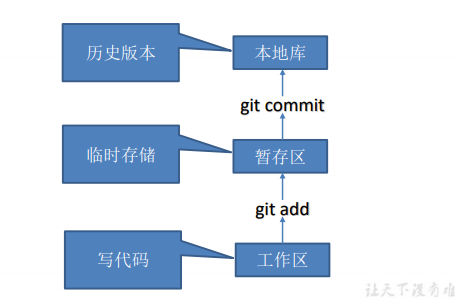 历史版本
本地库
git commit
临时存储
暂存区
git add
写代码
工作区
让天下没有难